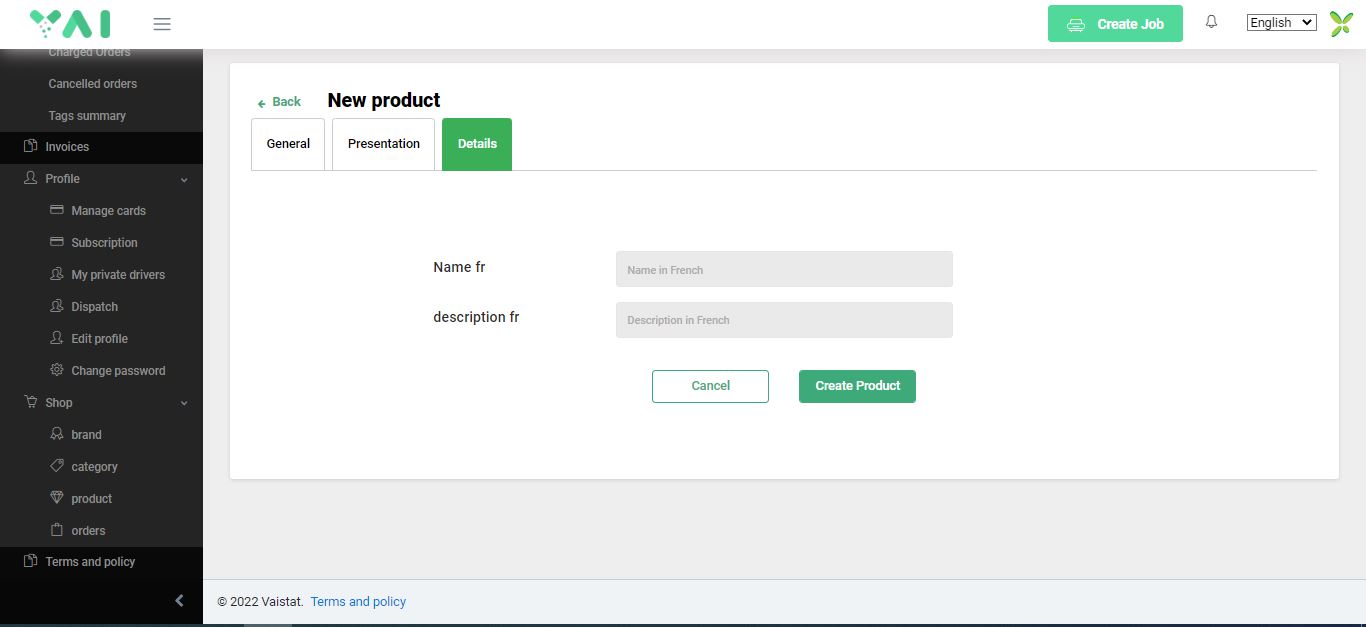 YAI
Create Job
English
Charged Orders
Cancelled orders
Tags summary
Invoices
Profile
Manage cards
Subscription
My private drivers
Dispatch
Edit profile
Change password
Shop
brand
category
product
orders
Terms and policy
Back
New product
General
Presentation
Details
Name fr
Name in French
description fr
Description in French
Cancel
Create Product
© 2022 Vaistat. Terms and policy